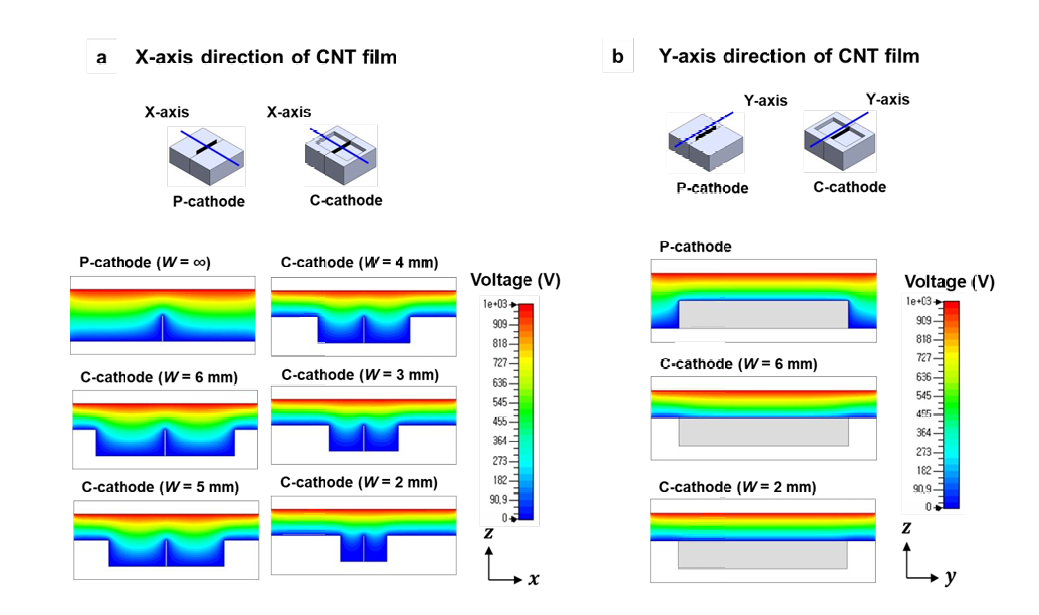 a X-axis direction of CNT film
X-axis X-axis
P-cathode C-cathode
P-cathode (W = ∞) C-cathode (W = 4 mm)
C-cathode (W = 6 mm) C-cathode (W = 3 mm)
C-cathode (W = 5 mm) C-cathode (W = 2 mm)
Voltage (V)
1e+03
909
818
727
636
545
455
364
273
182
90.9
0
z
x
b Y-axis direction of CNT film
Y-axis Y-axis
P-cathode C-cathode
P-cathode
C-cathode (W = 6 mm)
C-cathode (W = 2 mm)
Voltage (V)
1e+03
909
818
727
636
545
455
364
273
182
90.9
0
z
y